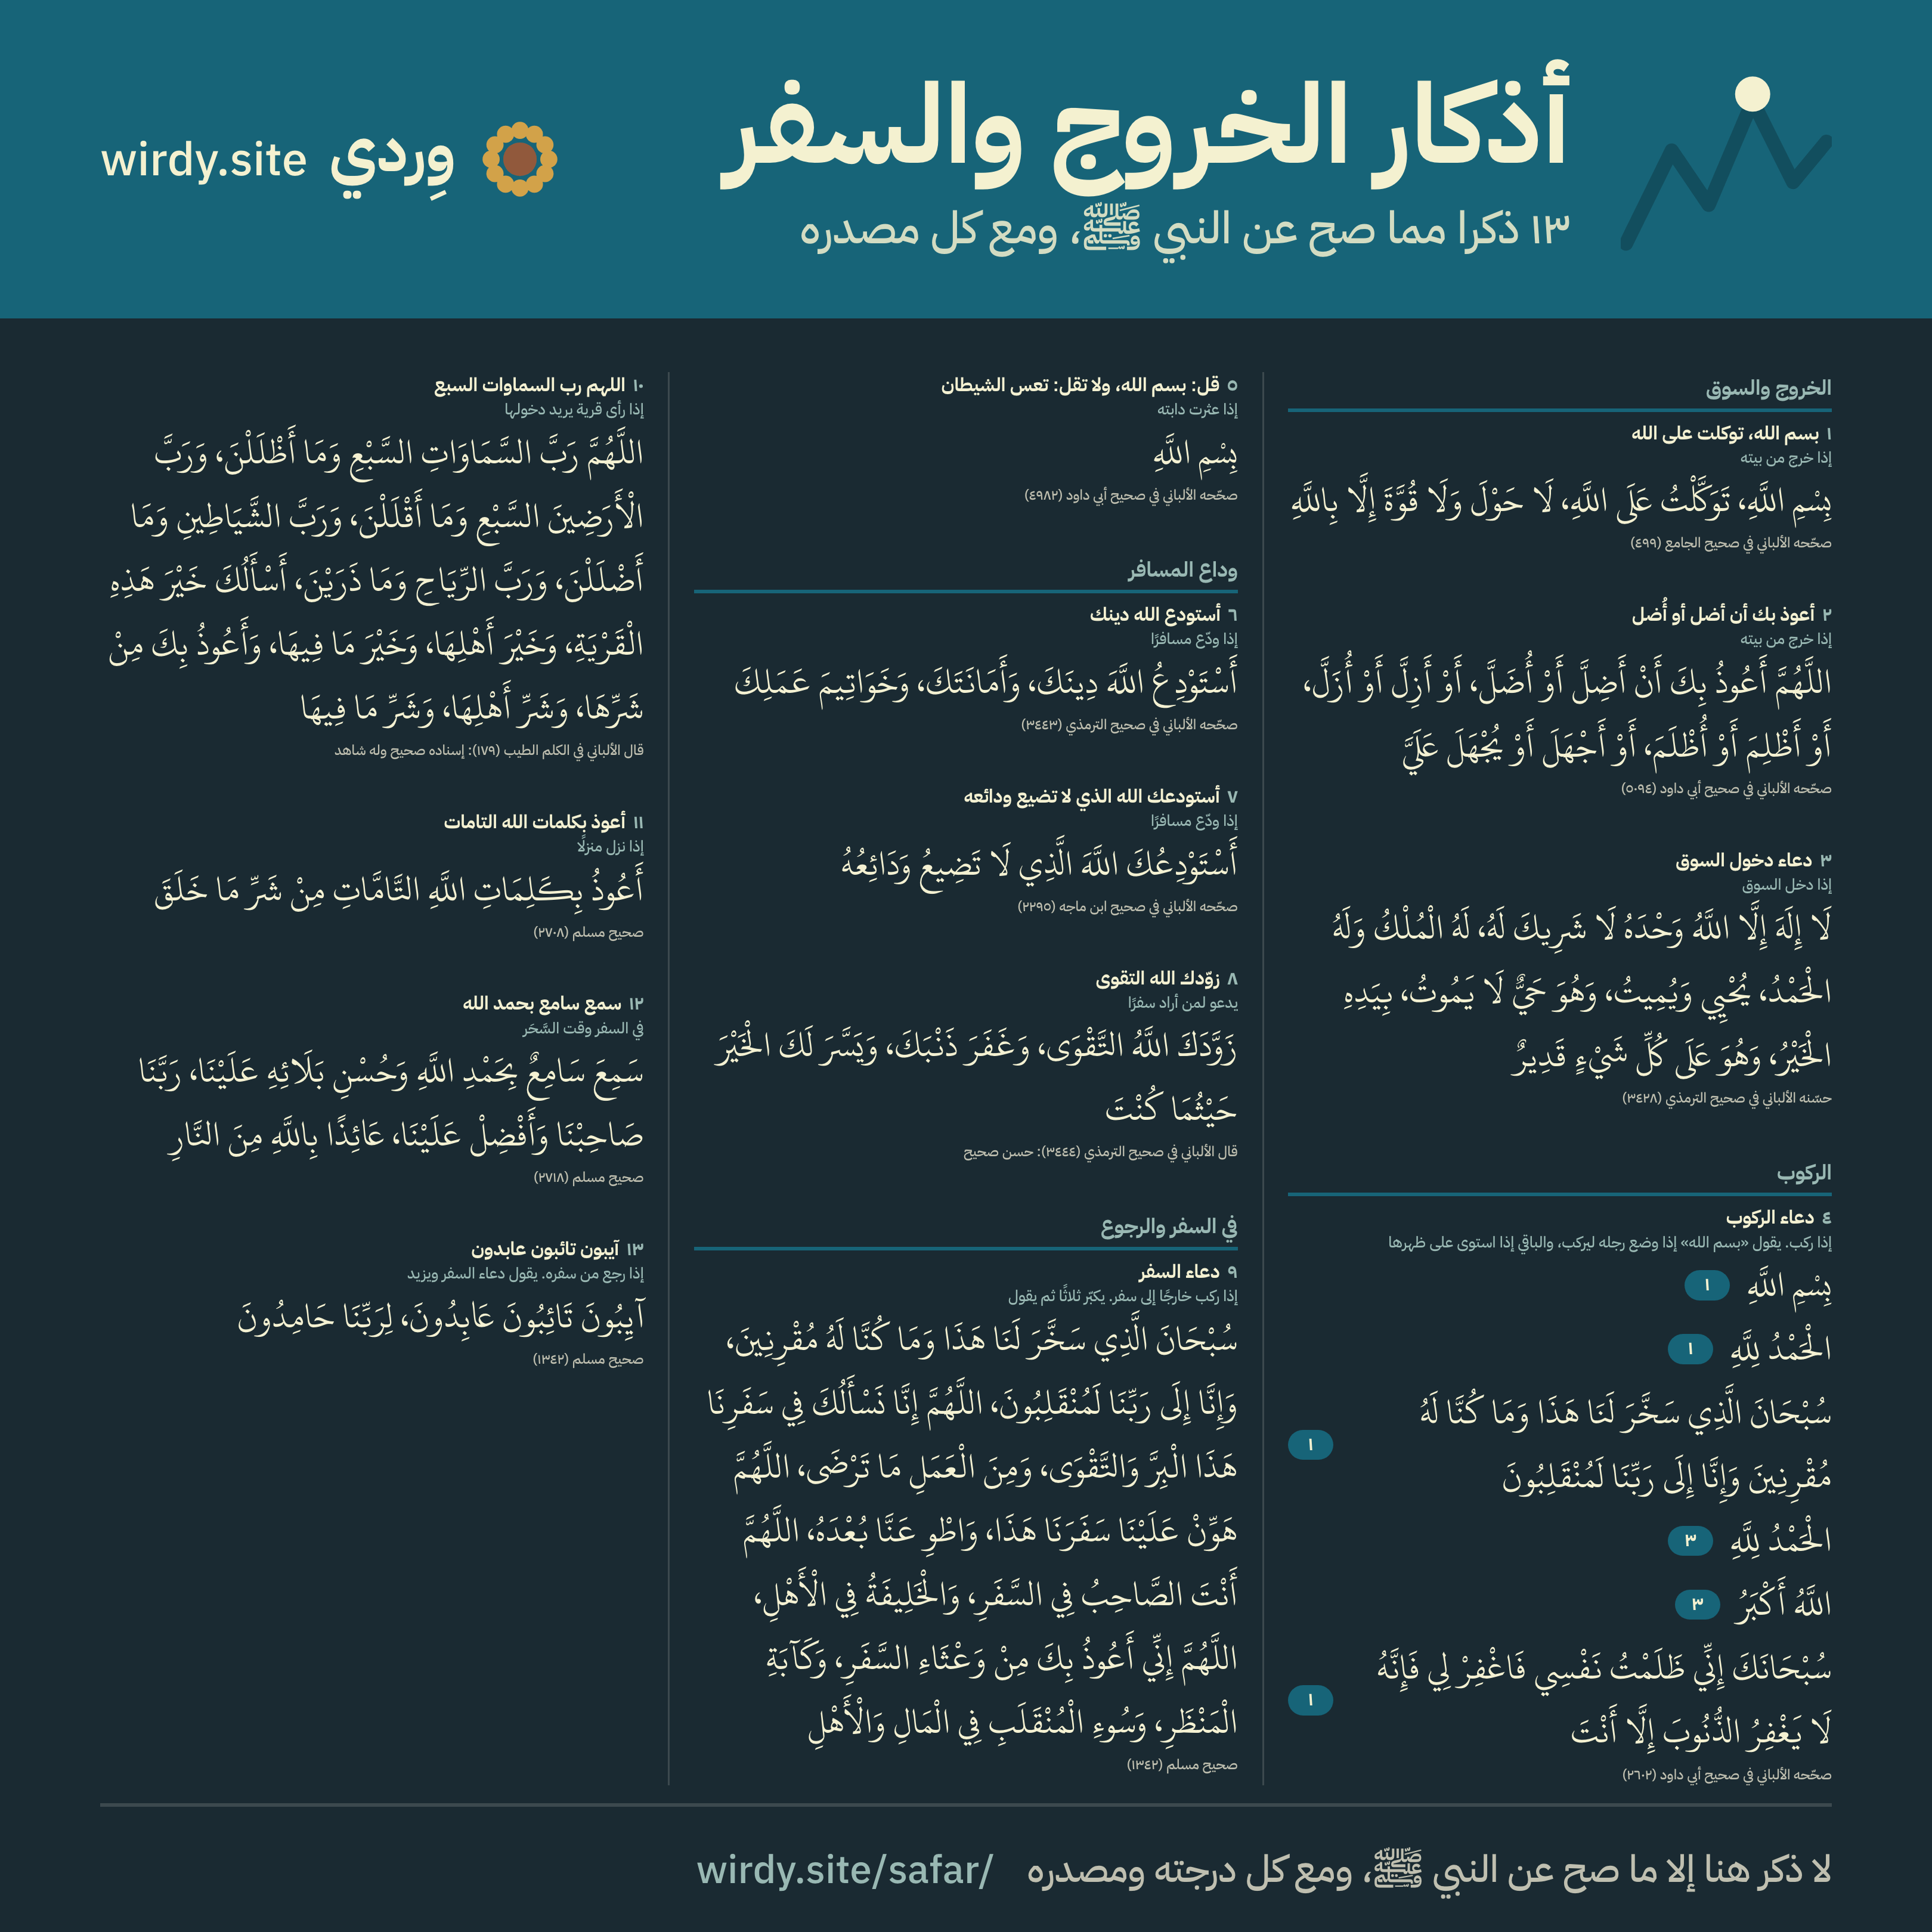 أذكار الخروج والسفر
١٣ ذكرا مما صح عن النبي ﷺ، ومع كل مصدره
وِردي wirdy.site
الخروج والسوق
١ بسم الله، توكلت على الله
إذا خرج من بيته
بِسْمِ اللَّهِ، تَوَكَّلْتُ عَلَى اللَّهِ، لَا حَوْلَ وَلَا قُوَّةَ إِلَّا بِاللَّهِ
صحّحه الألباني في صحيح الجامع (٤٩٩)
٢ أعوذ بك أن أضل أو أُضل
إذا خرج من بيته
اللَّهُمَّ أَعُوذُ بِكَ أَنْ أَضِلَّ أَوْ أُضَلَّ، أَوْ أَزِلَّ أَوْ أُزَلَّ،
أَوْ أَظْلِمَ أَوْ أُظْلَمَ، أَوْ أَجْهَلَ أَوْ يُجْهَلَ عَلَيَّ
صحّحه الألباني في صحيح أبي داود (٥٠٩٤)
٣ دعاء دخول السوق
إذا دخل السوق
لَا إِلَهَ إِلَّا اللَّهُ وَحْدَهُ لَا شَرِيكَ لَهُ، لَهُ الْمُلْكُ وَلَهُ
الْحَمْدُ، يُحْيِي وَيُمِيتُ، وَهُوَ حَيٌّ لَا يَمُوتُ، بِيَدِهِ
الْخَيْرُ، وَهُوَ عَلَى كُلِّ شَيْءٍ قَدِيرٌ
حسّنه الألباني في صحيح الترمذي (٣٤٢٨)
الركوب
٤ دعاء الركوب
إذا ركب. يقول «بسم الله» إذا وضع رجله ليركب، والباقي إذا استوى على ظهرها
بِسْمِ اللَّهِ ١
الْحَمْدُ لِلَّهِ ١
سُبْحَانَ الَّذِي سَخَّرَ لَنَا هَذَا وَمَا كُنَّا لَهُ
مُقْرِنِينَ وَإِنَّا إِلَى رَبِّنَا لَمُنْقَلِبُونَ ١
الْحَمْدُ لِلَّهِ ٣
اللَّهُ أَكْبَرُ ٣
سُبْحَانَكَ إِنِّي ظَلَمْتُ نَفْسِي فَاغْفِرْ لِي فَإِنَّهُ
لَا يَغْفِرُ الذُّنُوبَ إِلَّا أَنْتَ ١
صحّحه الألباني في صحيح أبي داود (٢٦٠٢)
٥ قل: بسم الله، ولا تقل: تعس الشيطان
إذا عثرت دابته
بِسْمِ اللَّهِ
صحّحه الألباني في صحيح أبي داود (٤٩٨٢)
وداع المسافر
٦ أستودع الله دينك
إذا ودّع مسافرًا
أَسْتَوْدِعُ اللَّهَ دِينَكَ، وَأَمَانَتَكَ، وَخَوَاتِيمَ عَمَلِكَ
صحّحه الألباني في صحيح الترمذي (٣٤٤٣)
٧ أستودعك الله الذي لا تضيع ودائعه
إذا ودّع مسافرًا
أَسْتَوْدِعُكَ اللَّهَ الَّذِي لَا تَضِيعُ وَدَائِعُهُ
صحّحه الألباني في صحيح ابن ماجه (٢٢٩٥)
٨ زوّدك الله التقوى
يدعو لمن أراد سفرًا
زَوَّدَكَ اللَّهُ التَّقْوَى، وَغَفَرَ ذَنْبَكَ، وَيَسَّرَ لَكَ الْخَيْرَ
حَيْثُمَا كُنْتَ
قال الألباني في صحيح الترمذي (٣٤٤٤): حسن صحيح
في السفر والرجوع
٩ دعاء السفر
إذا ركب خارجًا إلى سفر. يكبّر ثلاثًا ثم يقول
سُبْحَانَ الَّذِي سَخَّرَ لَنَا هَذَا وَمَا كُنَّا لَهُ مُقْرِنِينَ،
وَإِنَّا إِلَى رَبِّنَا لَمُنْقَلِبُونَ، اللَّهُمَّ إِنَّا نَسْأَلُكَ فِي سَفَرِنَا
هَذَا الْبِرَّ وَالتَّقْوَى، وَمِنَ الْعَمَلِ مَا تَرْضَى، اللَّهُمَّ
هَوِّنْ عَلَيْنَا سَفَرَنَا هَذَا، وَاطْوِ عَنَّا بُعْدَهُ، اللَّهُمَّ
أَنْتَ الصَّاحِبُ فِي السَّفَرِ، وَالْخَلِيفَةُ فِي الْأَهْلِ،
اللَّهُمَّ إِنِّي أَعُوذُ بِكَ مِنْ وَعْثَاءِ السَّفَرِ، وَكَآبَةِ
الْمَنْظَرِ، وَسُوءِ الْمُنْقَلَبِ فِي الْمَالِ وَالْأَهْلِ
صحيح مسلم (١٣٤٢)
١٠ اللهم رب السماوات السبع
إذا رأى قرية يريد دخولها
اللَّهُمَّ رَبَّ السَّمَاوَاتِ السَّبْعِ وَمَا أَظْلَلْنَ، وَرَبَّ
الْأَرَضِينَ السَّبْعِ وَمَا أَقْلَلْنَ، وَرَبَّ الشَّيَاطِينِ وَمَا
أَضْلَلْنَ، وَرَبَّ الرِّيَاحِ وَمَا ذَرَيْنَ، أَسْأَلُكَ خَيْرَ هَذِهِ
الْقَرْيَةِ، وَخَيْرَ أَهْلِهَا، وَخَيْرَ مَا فِيهَا، وَأَعُوذُ بِكَ مِنْ
شَرِّهَا، وَشَرِّ أَهْلِهَا، وَشَرِّ مَا فِيهَا
قال الألباني في الكلم الطيب (١٧٩): إسناده صحيح وله شاهد
١١ أعوذ بكلمات الله التامات
إذا نزل منزلًا
أَعُوذُ بِكَلِمَاتِ اللَّهِ التَّامَّاتِ مِنْ شَرِّ مَا خَلَقَ
صحيح مسلم (٢٧٠٨)
١٢ سمع سامع بحمد الله
في السفر وقت السَّحَر
سَمِعَ سَامِعٌ بِحَمْدِ اللَّهِ وَحُسْنِ بَلَائِهِ عَلَيْنَا، رَبَّنَا
صَاحِبْنَا وَأَفْضِلْ عَلَيْنَا، عَائِذًا بِاللَّهِ مِنَ النَّارِ
صحيح مسلم (٢٧١٨)
١٣ آيبون تائبون عابدون
إذا رجع من سفره. يقول دعاء السفر ويزيد
آيِبُونَ تَائِبُونَ عَابِدُونَ، لِرَبِّنَا حَامِدُونَ
صحيح مسلم (١٣٤٢)
لا ذكر هنا إلا ما صح عن النبي ﷺ، ومع كل درجته ومصدره wirdy.site/safar/